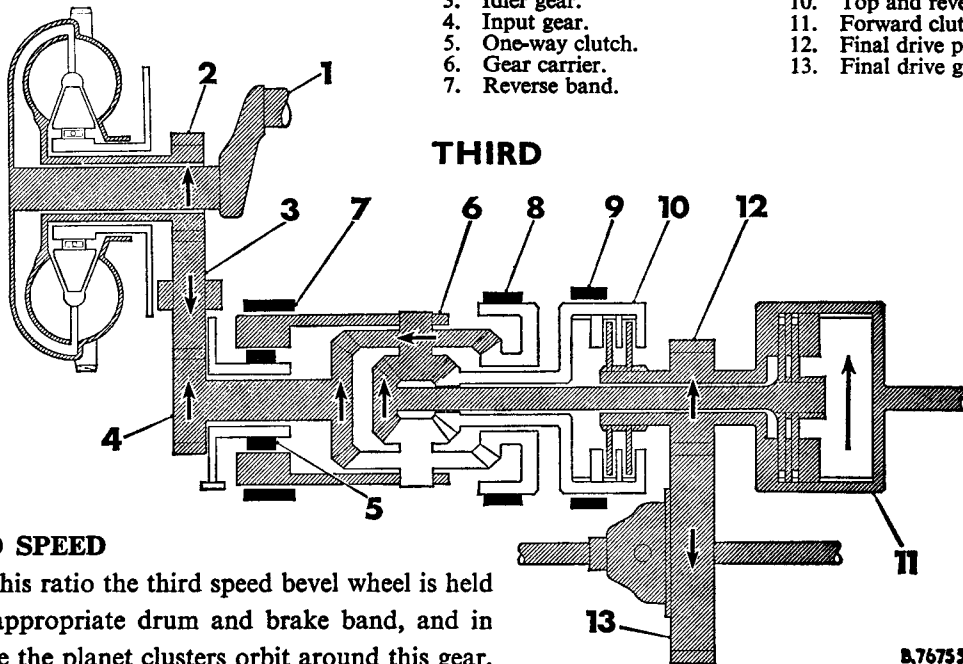 3. Idler gear.
4. Input gear.
5. One-way clutch.
6. Gear carrier.
7. Reverse band.
10. Top and reve
11. Forward clut
12. Final drive p
13. Final drive g
2
1
THIRD
3
7
6
8
9
10
12
4
5
11
13
SPEED
his ratio the third speed bevel wheel is held
appropriate drum and brake band, and in
the planet clusters orbit around this gear.
B.7675